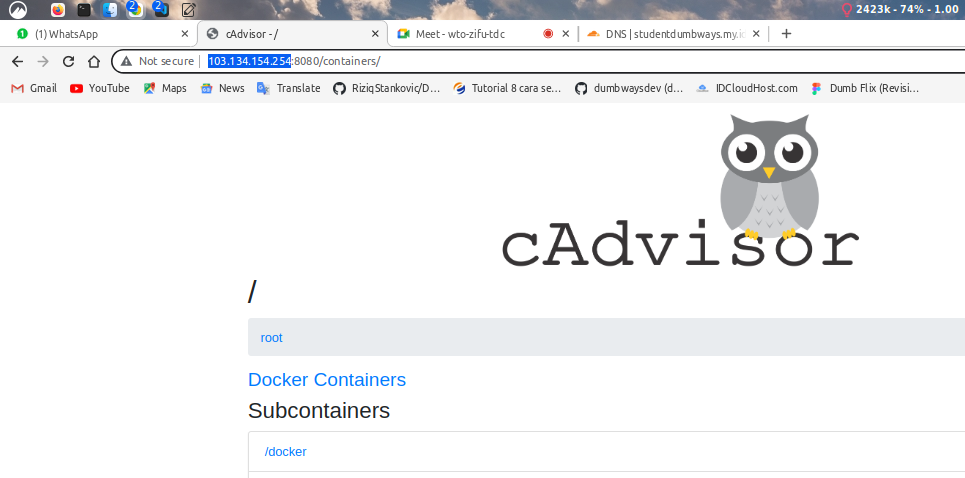 2 2 2423k - 74% - 1.00
(1) WhatsApp cAdvisor - / Meet - wto-zifu-tdc DNS | studentdumbways.my.i
Not secure 103.134.154.254:8080/containers/
Gmail YouTube Maps News Translate RiziqStankovic/D... Tutorial 8 cara se... dumbwaysdev (d... IDCloudHost.com Dumb Flix (Revisi...
cAdvisor
/
root
Docker Containers
Subcontainers
/docker